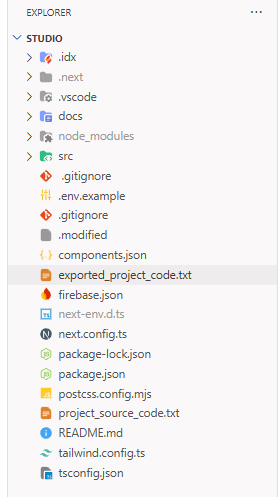 EXPLORER
STUDIO
.idx
.next
.vscode
docs
node_modules
src
.gitignore
.env.example
.gitignore
.modified
components.json
exported_project_code.txt
firebase.json
next-env.d.ts
next.config.ts
package-lock.json
package.json
postcss.config.mjs
project_source_code.txt
README.md
tailwind.config.ts
tsconfig.json